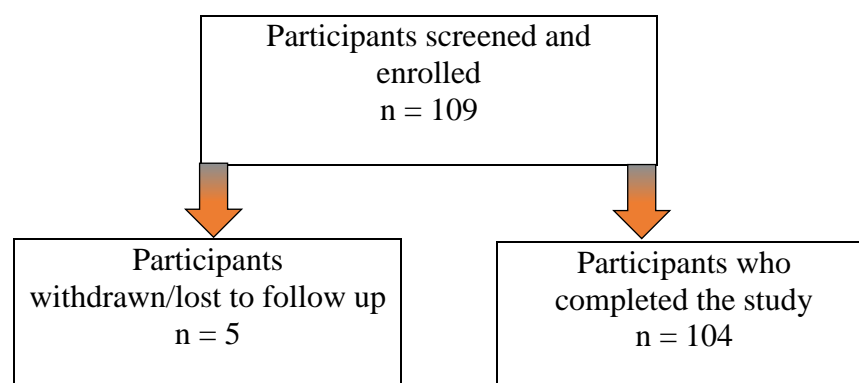 Participants screened and
enrolled
n = 109
Participants
withdrawn/lost to follow up
n = 5
Participants who
completed the study
n = 104